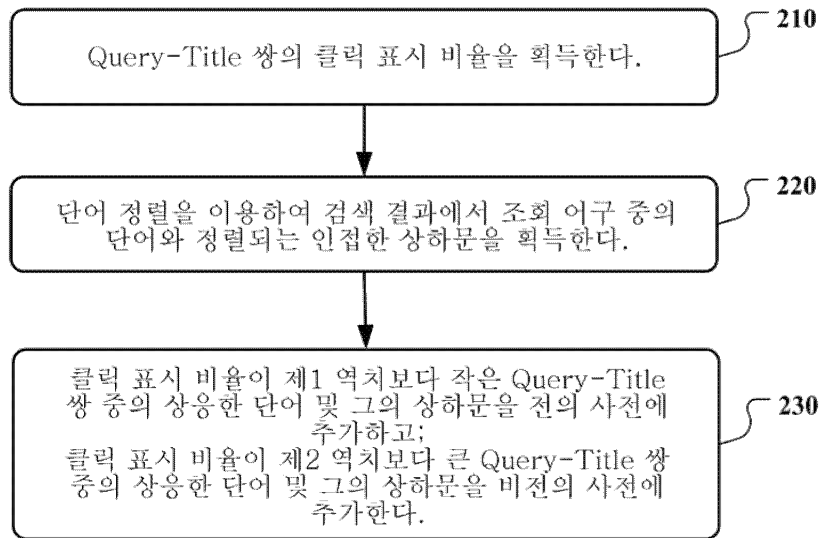 210
Query-Title 쌍의 클릭 표시 비율을 획득한다.
220
단어 정렬을 이용하여 검색 결과에서 조회 어구 중의
단어와 정렬되는 인접한 상하문을 획득한다.
클릭 표시 비율이 제1 역치보다 작은 Query-Title
쌍 중의 상응한 단어 및 그의 상하문을 전의 사전에
추가하고;
230
클릭 표시 비율이 제2 역치보다 큰 Query-Title 쌍
중의 상응한 단어 및 그의 상하문을 비전의 사전에
추가한다.